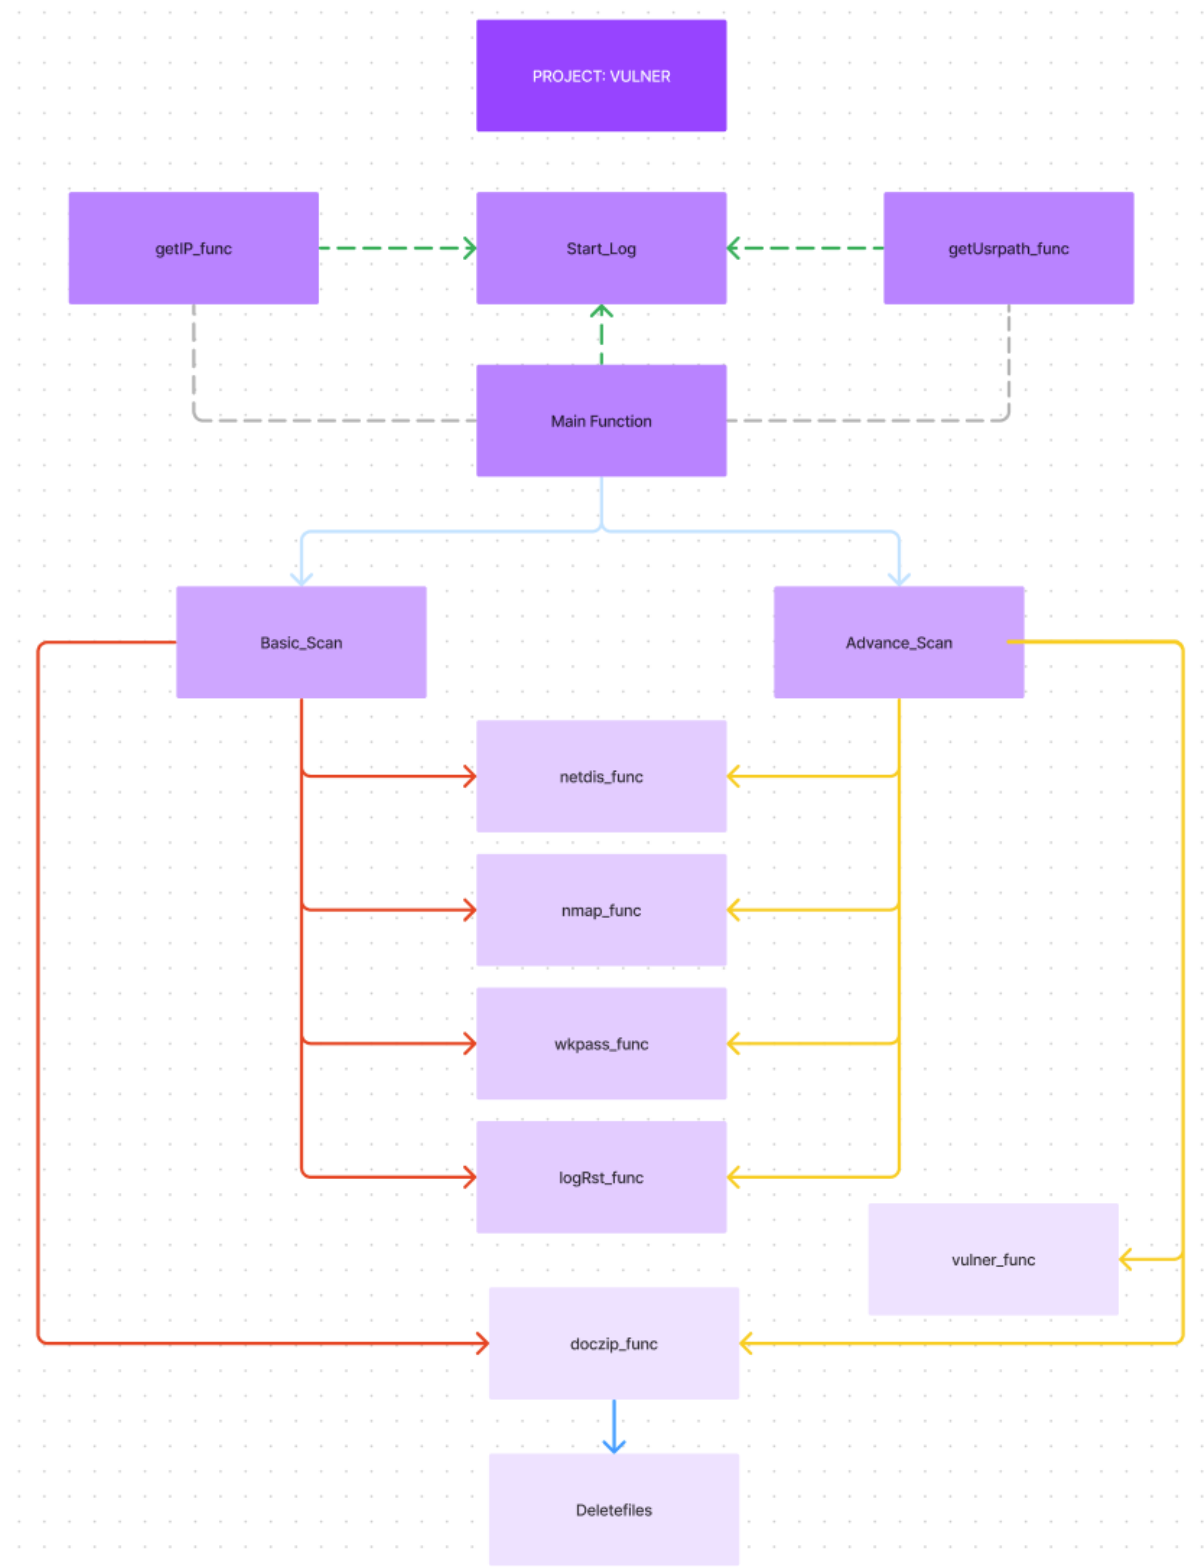 PROJECT: VULNER
getIP_func
Start_Log
getUsrpath_func
Main Function
Basic_Scan
Advance_Scan
netdis_func
nmap_func
wkpass_func
logRst_func
vulner_func
doczip_func
Deletefiles